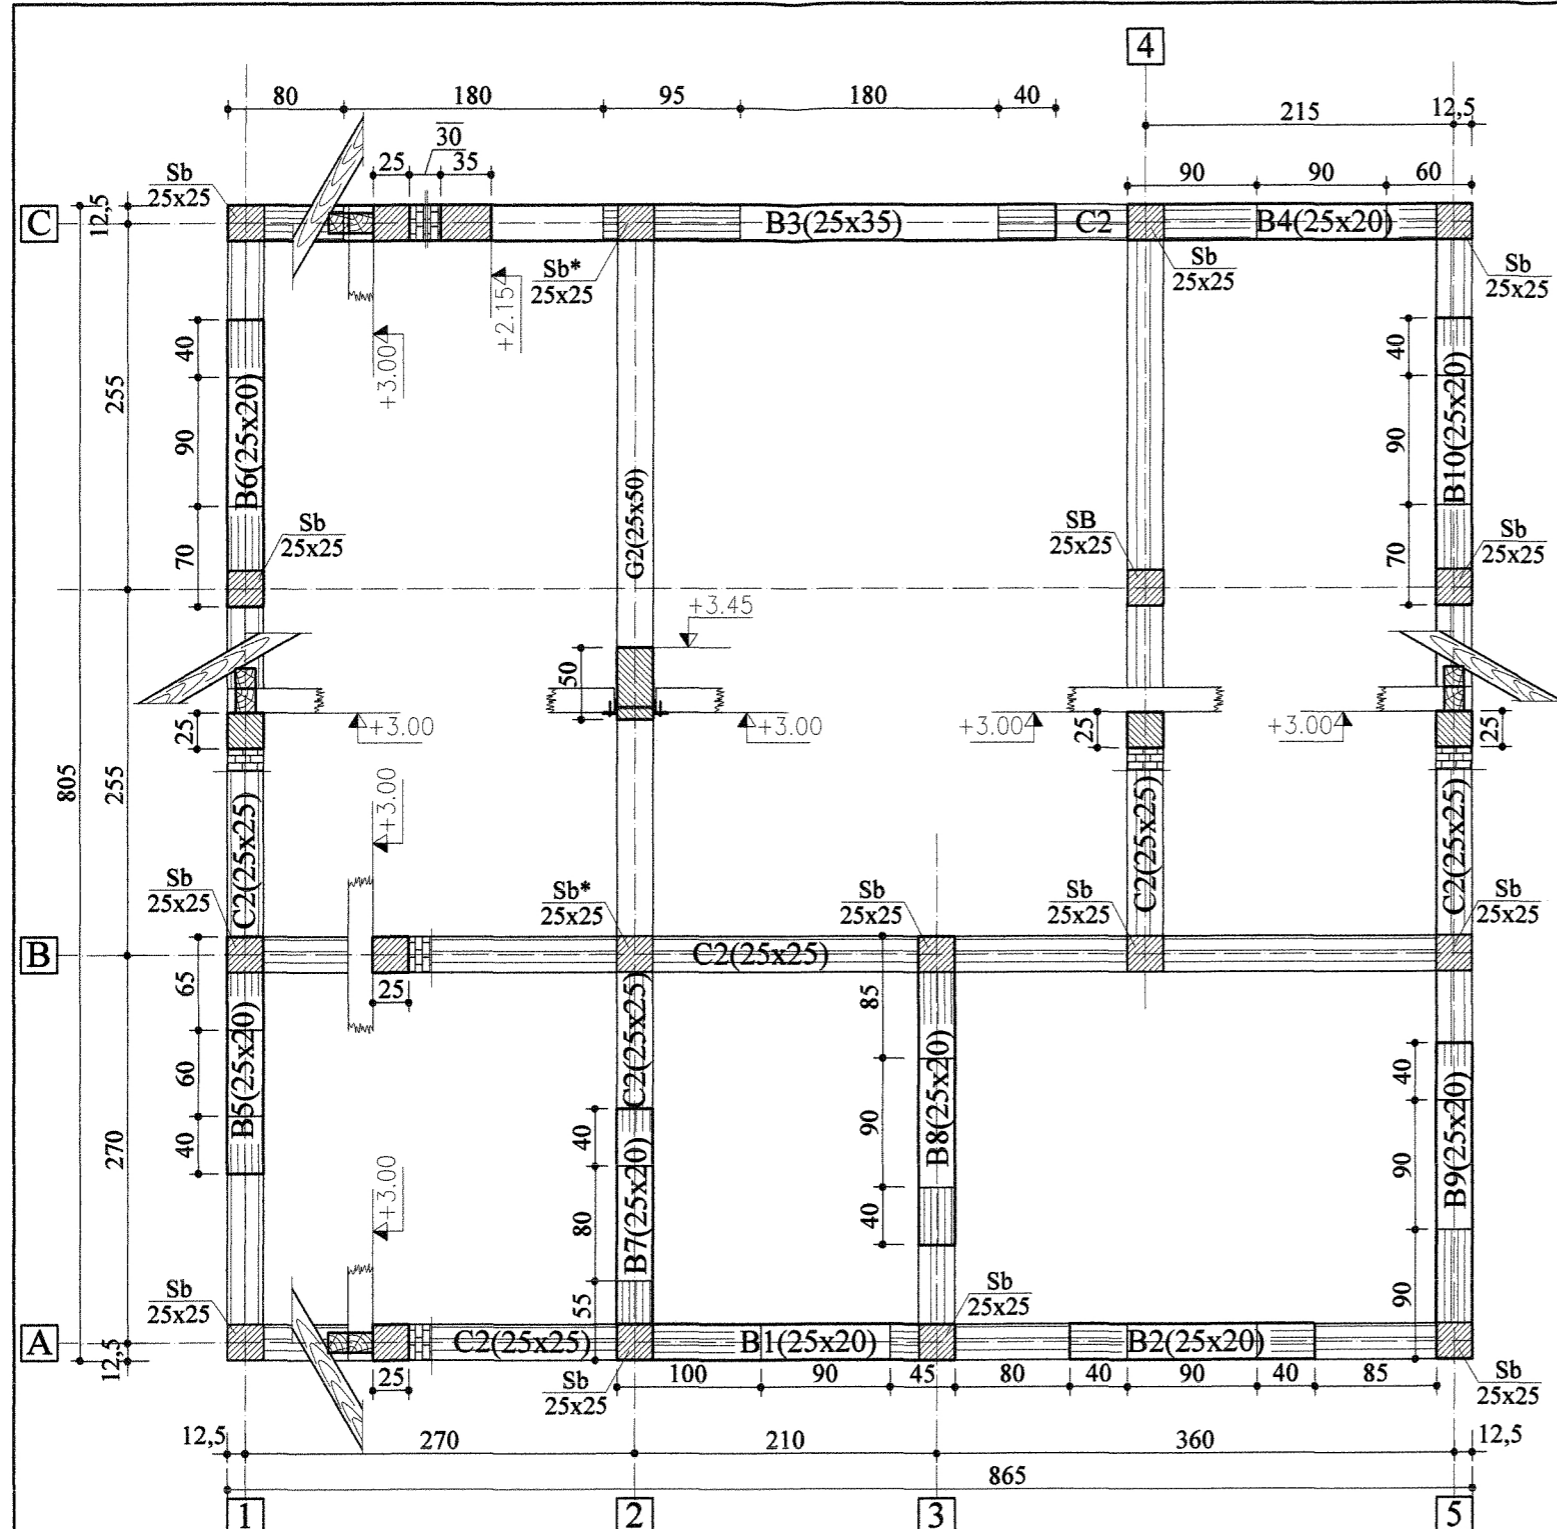 4
80
180
95
180
40
215
12,5
30
25
35
90
90
60
Sb
25x25
12,5
C
B3(25x35)
C2
B4(25x20)
Sb*
25x25
Sb
25x25
Sb
25x25
+2.15
+3.00
40
90
70
255
B6(25x20)
G2(25x50)
40
90
70
B10(25x20)
Sb
25x25
SB
25x25
Sb
25x25
+3.45
50
25
+3.00
+3.00
+3.00
25
+3.00
25
805
255
+3.00
C2(25x25)
C2(25x25)
C2(25x25)
Sb
25x25
Sb*
25x25
Sb
25x25
Sb
25x25
Sb
25x25
B
C2(25x25)
25
65
60
40
B5(25x20)
270
C2(25x25)
85
90
40
B8(25x20)
40
90
90
B9(25x20)
40
80
55
B7(25x20)
+3.00
Sb
25x25
Sb
25x25
A
12,5
C2(25x25)
B1(25x20)
B2(25x20)
25
Sb
25x25
100
90
45
80
40
90
40
85
Sb
25x25
12,5
270
210
360
12,5
865
1
2
3
5